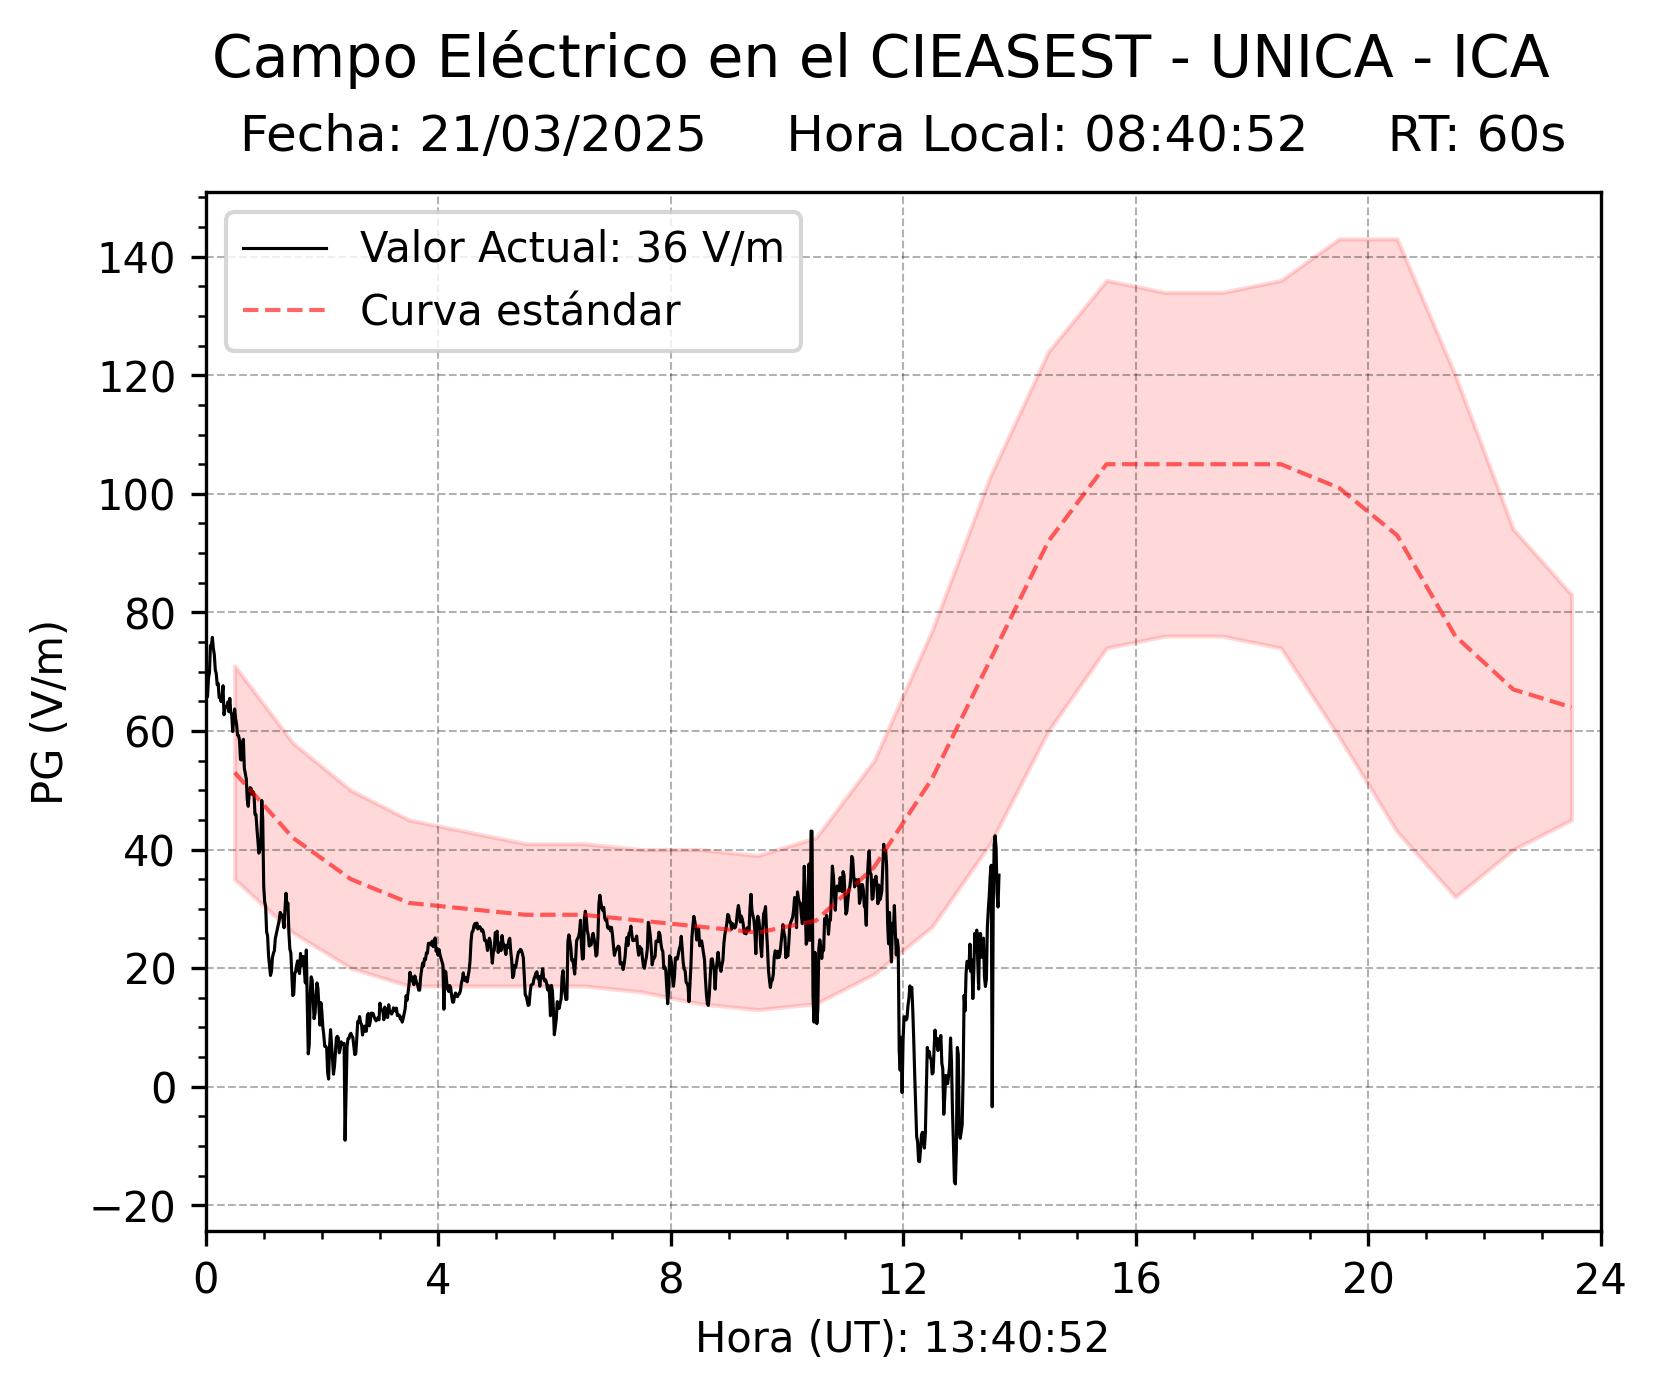 Campo Eléctrico en el CIEASEST - UNICA - ICA
Fecha: 21/03/2025 Hora Local: 08:40:52 RT: 60s
Valor Actual: 36 V/m
Curva estándar
PG (V/m)
140
120
100
80
60
40
20
0
−20
0 4 8 12 16 20 24
Hora (UT): 13:40:52